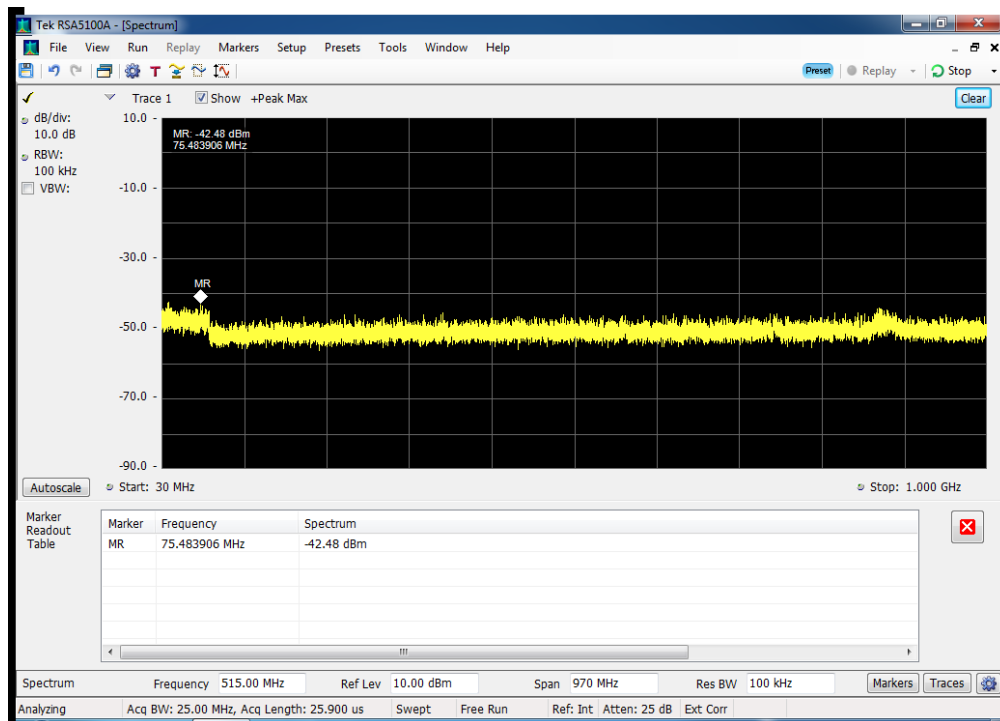 Tek RSA5100A - [Spectrum]
File View Run Replay Markers Setup Presets Tools Window Help
T Preset Replay Stop
Trace 1 Show +Peak Max Clear
dB/div:
10.0 dB
RBW:
100 kHz
VBW:
10.0
-10.0
-30.0
-50.0
-70.0
-90.0
MR: -42.48 dBm
75.483906 MHz
MR
Autoscale Start: 30 MHz Stop: 1.000 GHz
Marker
Readout
Table
Marker Frequency Spectrum
MR 75.483906 MHz -42.48 dBm
Spectrum Frequency 515.00 MHz Ref Lev 10.00 dBm Span 970 MHz Res BW 100 kHz Markers Traces
Analyzing Acq BW: 25.00 MHz, Acq Length: 25.900 us Swept Free Run Ref: Int Atten: 25 dB Ext Corr